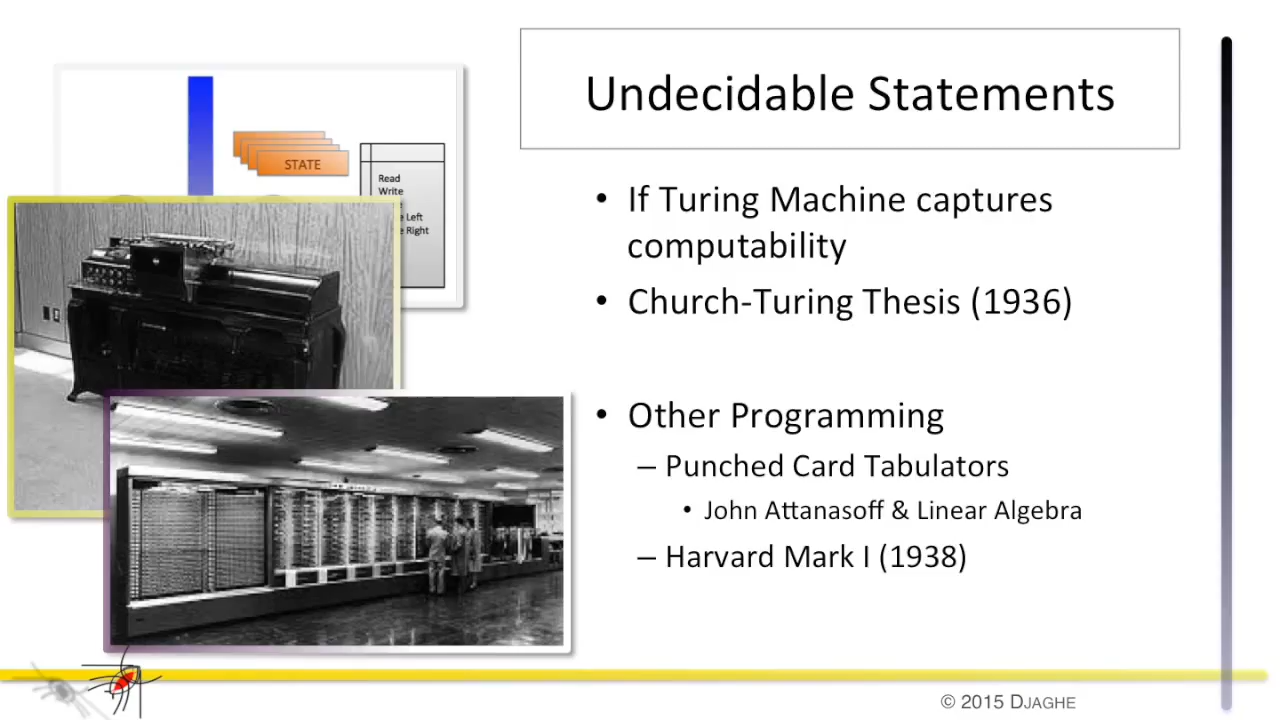 Undecidable Statements
STATE
Read
Write
Left
Right
• If Turing Machine captures
computability
• Church-Turing Thesis (1936)
• Other Programming
– Punched Card Tabulators
• John Attanasoff & Linear Algebra
– Harvard Mark I (1938)
© 2015 DJAGHE